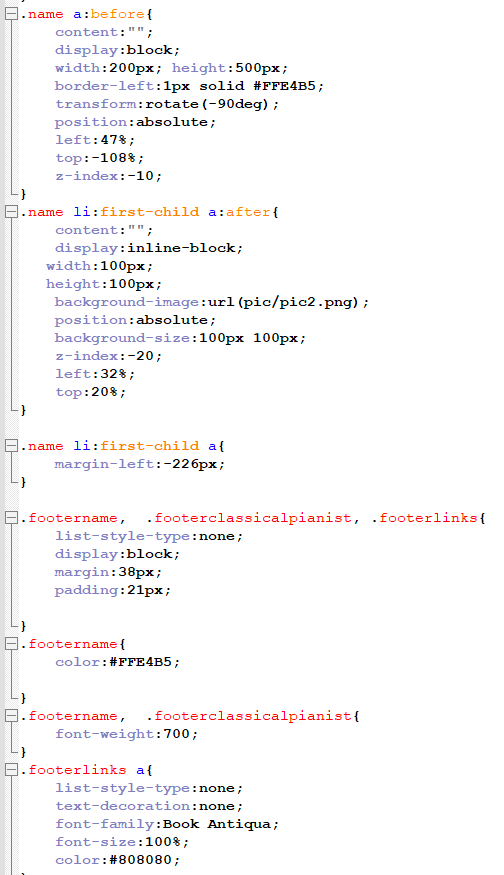 .name a:before{
content:"";
display:block;
width:200px; height:500px;
border-left:1px solid #FFE4B5;
transform:rotate(-90deg);
position:absolute;
left:47%;
top:-108%;
z-index:-10;
}
.name li:first-child a:after{
content:"";
display:inline-block;
width:100px;
height:100px;
background-image:url(pic/pic2.png);
position:absolute;
background-size:100px 100px;
z-index:-20;
left:32%;
top:20%;
}
.name li:first-child a{
margin-left:-226px;
}
.footername,  .footerclassicalpianist, .footerlinks{
list-style-type:none;
display:block;
margin:38px;
padding:21px;
}
.footername{
color:#FFE4B5;
}
.footername,  .footerclassicalpianist{
font-weight:700;
}
.footerlinks a{
list-style-type:none;
text-decoration:none;
font-family:Book Antiqua;
font-size:100%;
color:#808080;